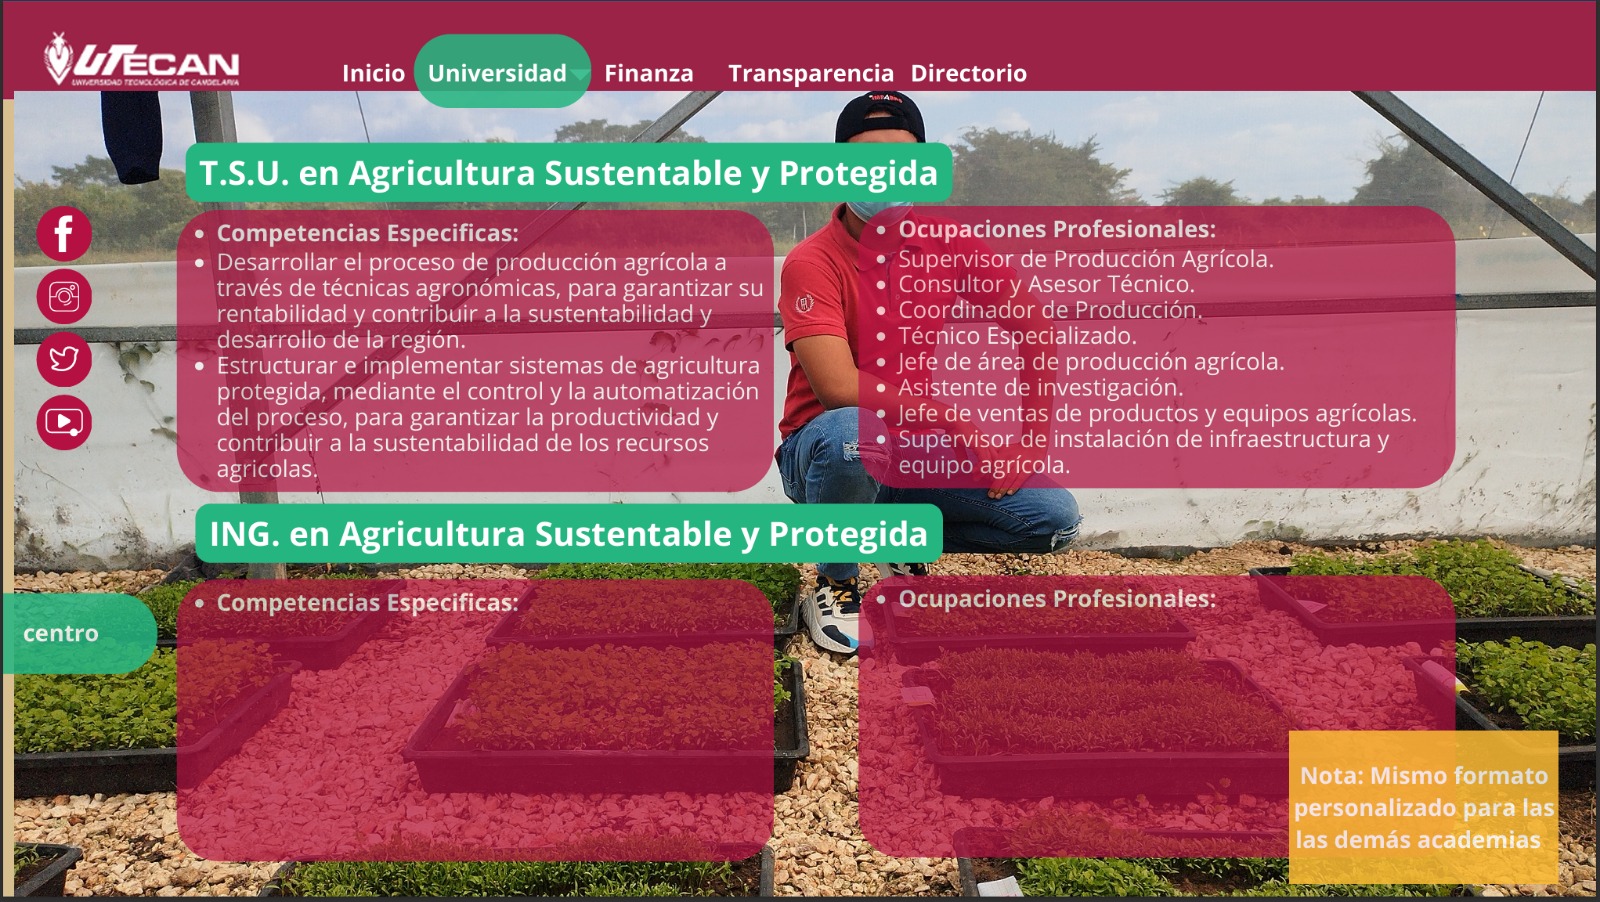 UTECAN
UNIVERSIDAD TECNOLÓGICA DE CANDELARIA
Inicio
Universidad
Finanza
Transparencia
Directorio
T.S.U. en Agricultura Sustentable y Protegida
Competencias Especificas:
Desarrollar el proceso de producción agrícola a
través de técnicas agronómicas, para garantizar su
rentabilidad y contribuir a la sustentabilidad y
desarrollo de la región.
Estructurar e implementar sistemas de agricultura
protegida, mediante el control y la automatización
del proceso, para garantizar la productividad y
contribuir a la sustentabilidad de los recursos
agricolas.
Ocupaciones Profesionales:
Supervisor de Producción Agrícola.
Consultor y Asesor Técnico.
Coordinador de Producción.
Técnico Especializado.
Jefe de área de producción agrícola.
Asistente de investigación.
Jefe de ventas de productos y equipos agrícolas.
Supervisor de instalación de infraestructura y
equipo agrícola.
ING. en Agricultura Sustentable y Protegida
Competencias Especificas:
Ocupaciones Profesionales:
centro
Nota: Mismo formato
personalizado para las
las demás academias